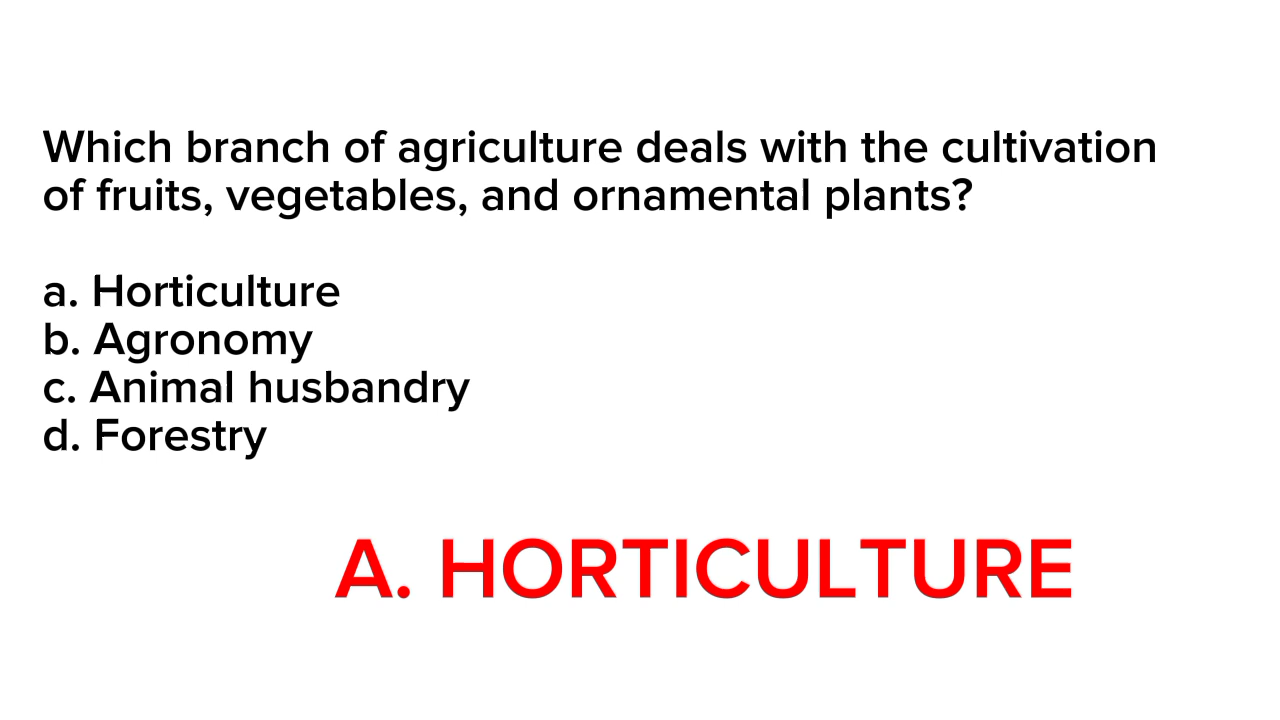 Which branch of agriculture deals with the cultivation
of fruits, vegetables, and ornamental plants?
a. Horticulture
b. Agronomy
c. Animal husbandry
d. Forestry
A. HORTICULTURE